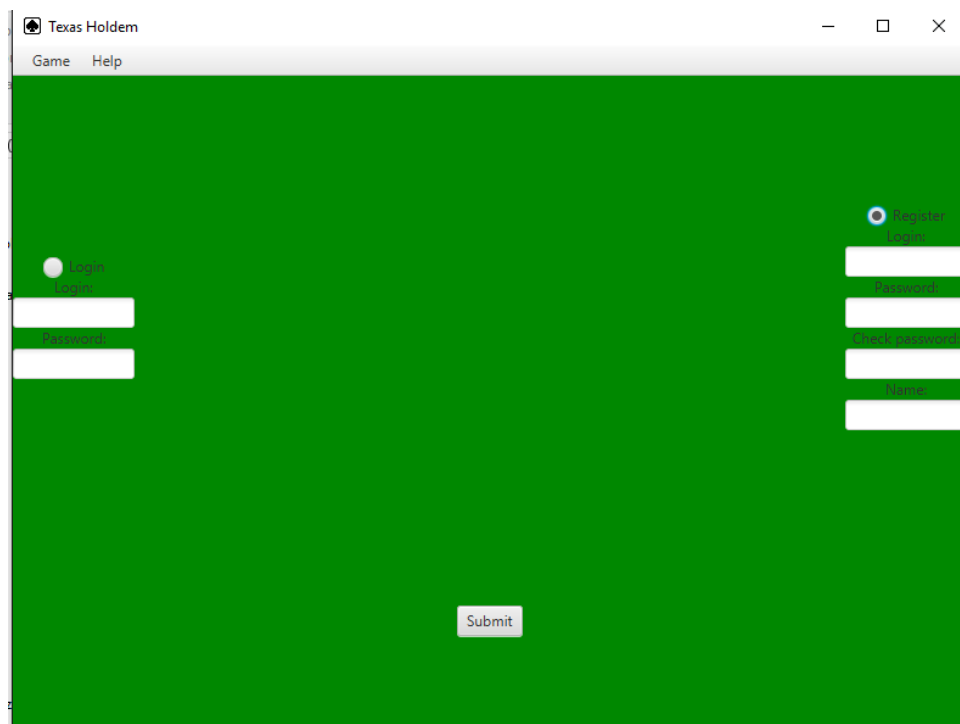 Texas Holdem
Game Help
Login
Login:
Password:
Register
Login:
Password:
Check password:
Name:
Submit